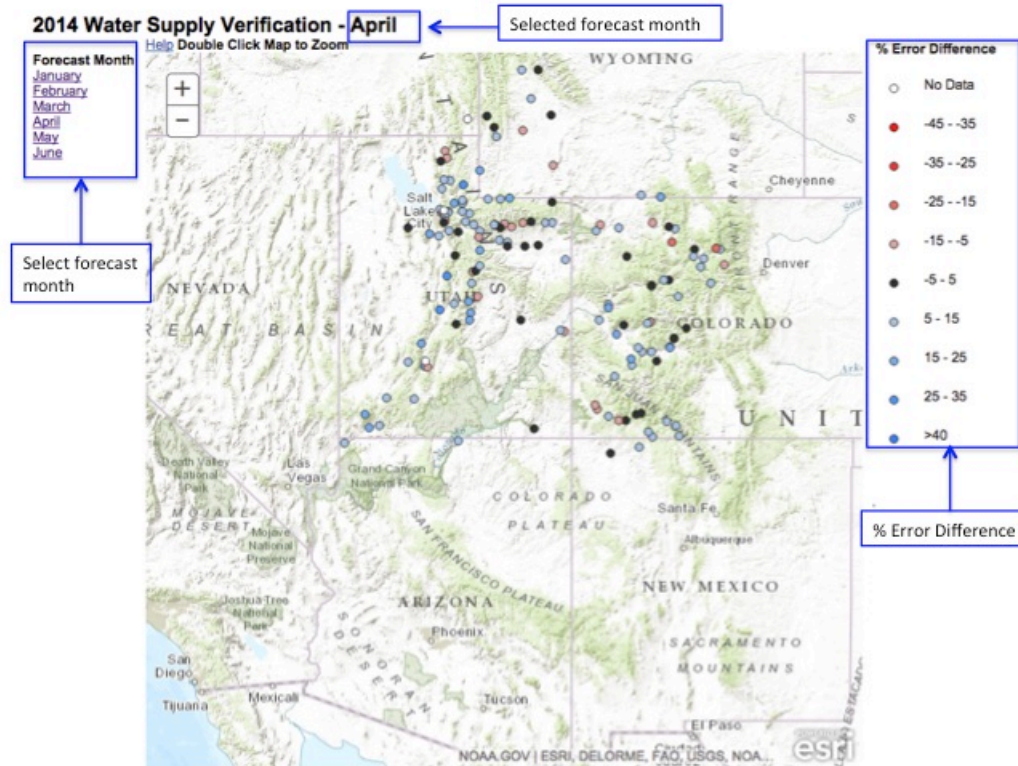 2014 Water Supply Verification - April
Selected forecast month
Help Double Click Map to Zoom
Forecast Month
January
February
March
April
May
June
Select forecast
month
+
−
WYOMING
Cheyenne
Salt
Lake
City
FRONT RANGE
Denver
NEVADA
UTAH
COLORADO
GREAT BASIN
SAN JUAN
MOUNTAINS
UNIT
Death Valley
National
Park
Las
Vegas
Grand Canyon
National Park
COLORADO
PLATEAU
Santa Fe
MOJAVE
DESERT
Mojave
National
Preserve
Albuquerque
SAN FRANCISCO PLATEAU
NEW MEXICO
Joshua Tree
National
Park
ARIZONA
Phoenix
SONORAN
DESERT
SACRAMENTO
MOUNTAINS
San
Diego
Tijuana
Mexicali
Tucson
El Paso
ESTACADO
NOAA.GOV | ESRI, DELORME, FAO, USGS, NOA...
esri
% Error Difference
No Data
-45 - -35
-35 - -25
-25 - -15
-15 - -5
-5 - 5
5 - 15
15 - 25
25 - 35
>40
% Error Difference